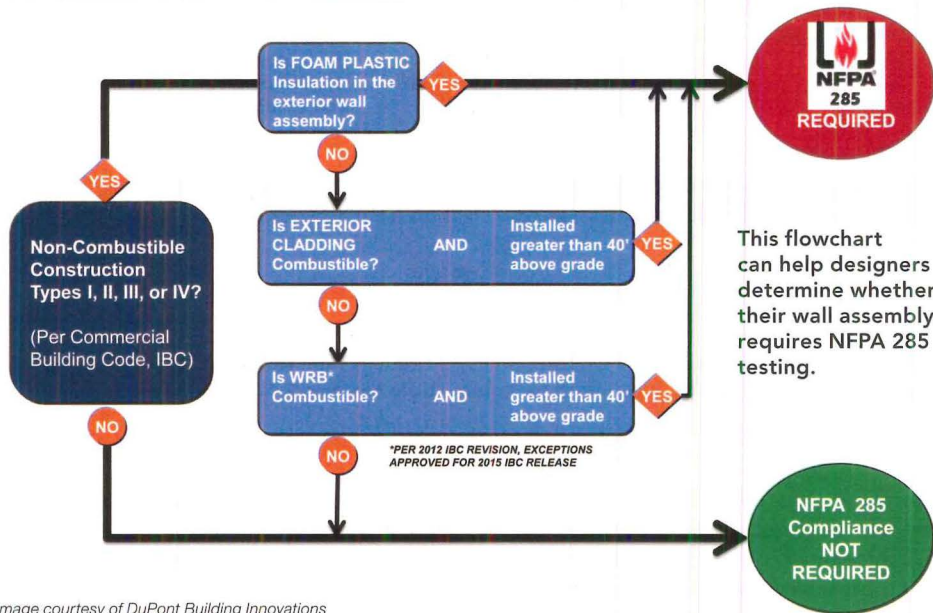 Is FOAM PLASTIC
Insulation in the
exterior wall
assembly?
YES
NFPA
285
REQUIRED
NO
YES
Non-Combustible
Construction
Types I, II, III, or IV?
(Per Commercial
Building Code, IBC)
Is EXTERIOR
CLADDING
Combustible?
AND
Installed
greater than 40'
above grade
YES
NO
This flowchart
can help designers
determine whether
their wall assembly
requires NFPA 285
testing.
Is WRB*
Combustible?
AND
Installed
greater than 40'
above grade
YES
NO
NO
*PER 2012 IBC REVISION, EXCEPTIONS
APPROVED FOR 2015 IBC RELEASE
NFPA 285
Compliance
NOT
REQUIRED
mage courtesy of DuPont Building Innovations